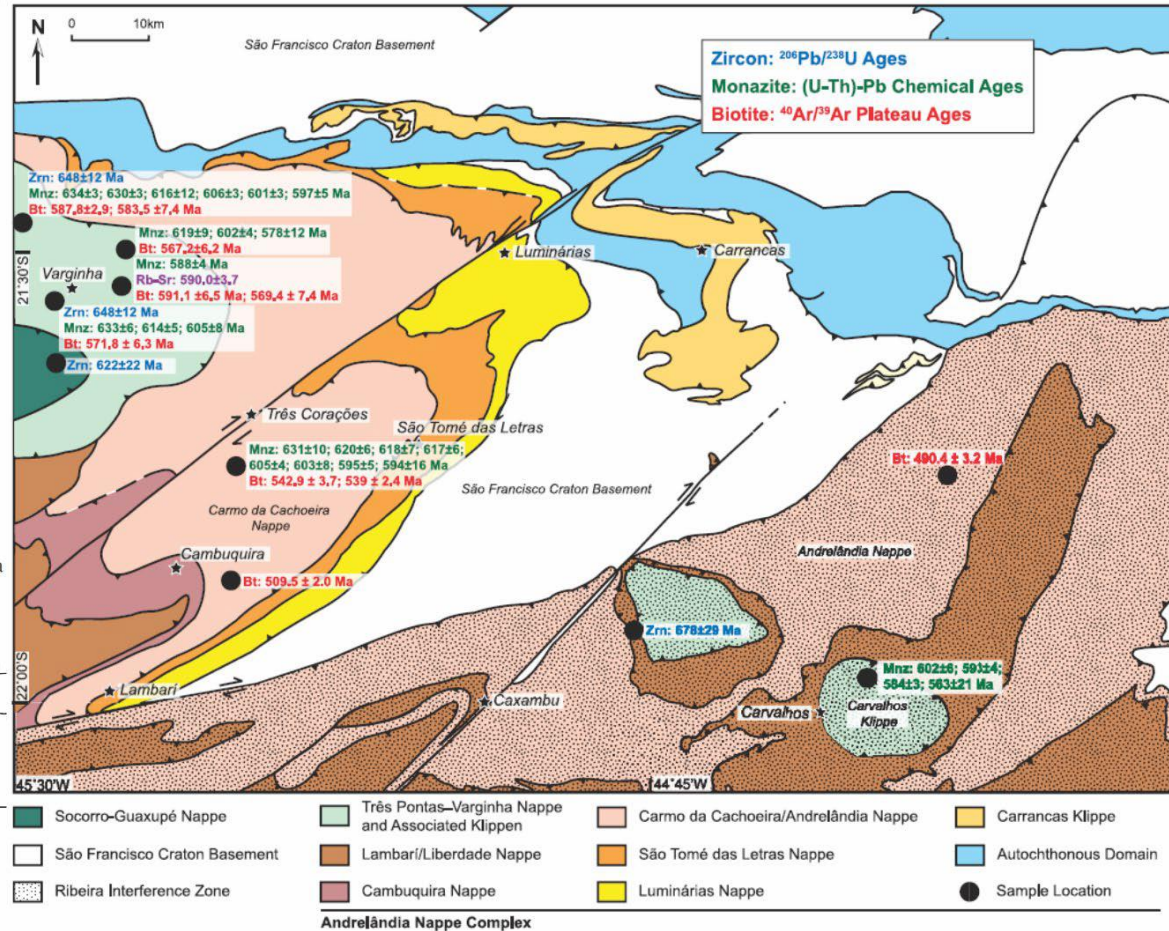 N
0 10km
São Francisco Craton Basement
Zircon: ²⁰⁶Pb/²³⁸U Ages
Monazite: (U-Th)-Pb Chemical Ages
Biotite: ⁴⁰Ar/³⁹Ar Plateau Ages
Zrn: 648±12 Ma
Mnz: 634±3; 630±3; 616±12; 606±3; 601±3; 597±5 Ma
Bt: 587.8±2.9; 583.5 ±7.4 Ma
Mnz: 619±9; 602±4; 578±12 Ma
Bt: 567.2±6.2 Ma
Mnz: 588±4 Ma
Rb-Sr: 590.0±3.7
Bt: 591.1 ±6.5 Ma; 569.4 ± 7.4 Ma
21°30'S
Varginha
Luminárias
Carrancas
Zrn: 648±12 Ma
Mnz: 633±6; 614±5; 605±8 Ma
Bt: 571.8 ± 6.3 Ma
Zrn: 622±22 Ma
Três Corações
São Tomé das Letras
Mnz: 631±10; 620±6; 618±7; 617±6;
605±4; 603±8; 595±5; 594±16 Ma
Bt: 542.9 ± 3.7; 539 ± 2.4 Ma
Bt: 490.4 ± 3.2 Ma
São Francisco Craton Basement
Carmo da Cachoeira
Nappe
Andrelândia Nappe
Cambuquira
a
Bt: 509.5 ± 2.0 Ma
Zrn: 678±29 Ma
22°00'S
Lambarí
Caxambu
Mnz: 602±6; 593±4;
584±3; 563±21 Ma
Carvalhos
Carvalhos
Klippe
45°30'W
44°45'W
Socorro-Guaxupé Nappe
Três Pontas–Varginha Nappe
and Associated Klippen
Carmo da Cachoeira/Andrelândia Nappe
Carrancas Klippe
São Francisco Craton Basement
Lambarí/Liberdade Nappe
São Tomé das Letras Nappe
Autochthonous Domain
Ribeira Interference Zone
Cambuquira Nappe
Luminárias Nappe
Sample Location
Andrelândia Nappe Complex